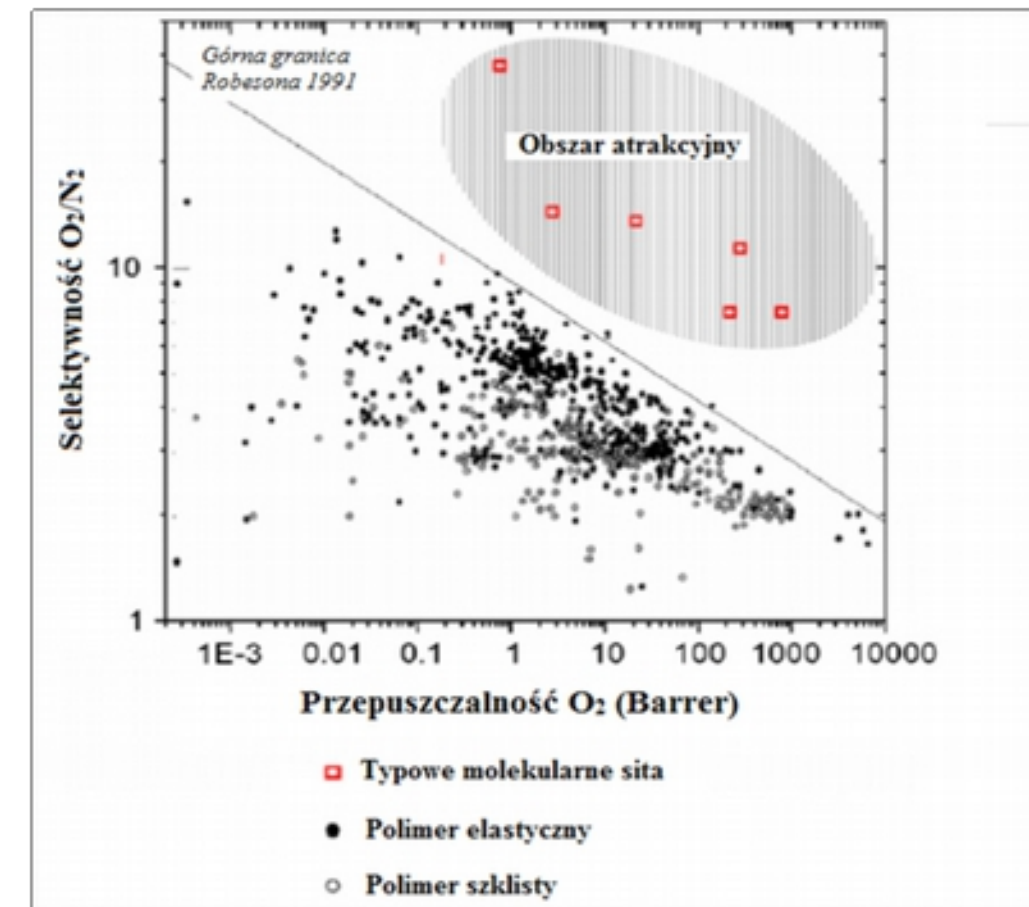 Górna granica
Robesona 1991
Obszar atrakcyjny
Selektywność O₂/N₂
10
1
1E-3 0.01 0.1 1 10 100 1000 10000
Przepuszczalność O₂ (Barrer)
Typowe molekularne sita
Polimer elastyczny
Polimer szklisty